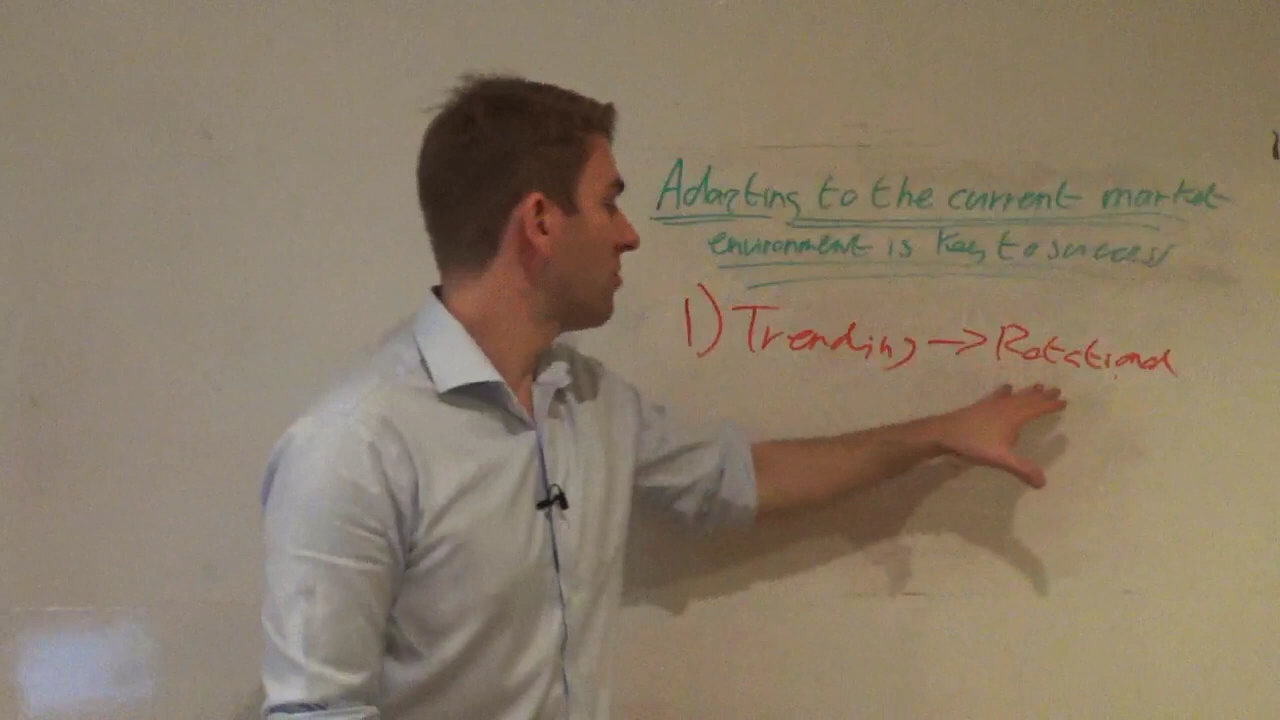 Adapting to the current market
environment is key to success
1) Trending -> Rotational